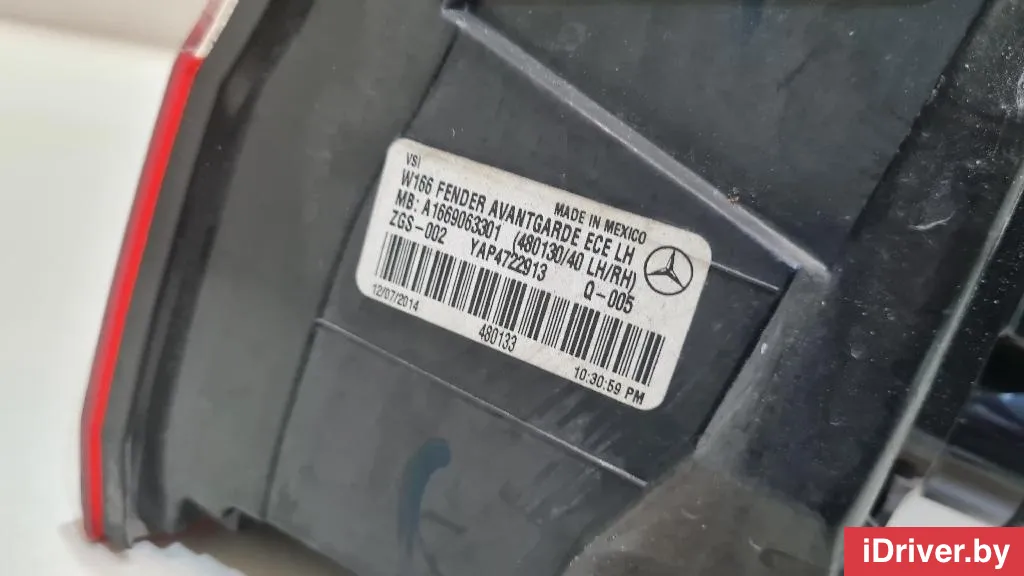 VSI
MADE IN MEXICO
W166 FENDER AVANTGARDE ECE LH
MB: A1669063301 (480130/40 LH/RH)
ZGS-002 YAP4722913 Q-005
12/07/2014 480133 10:30:59 PM
iDriver.by